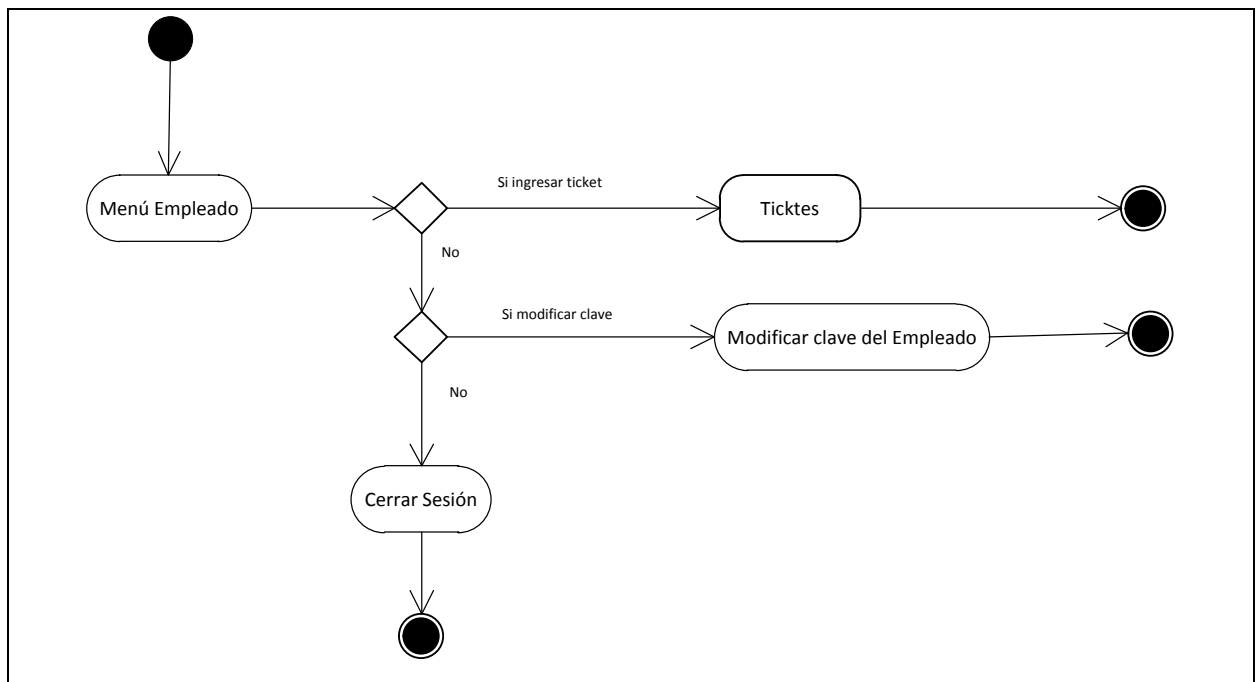 Si ingresar ticket
Menú Empleado
Ticktes
No
Si modificar clave
Modificar clave del Empleado
No
Cerrar Sesión